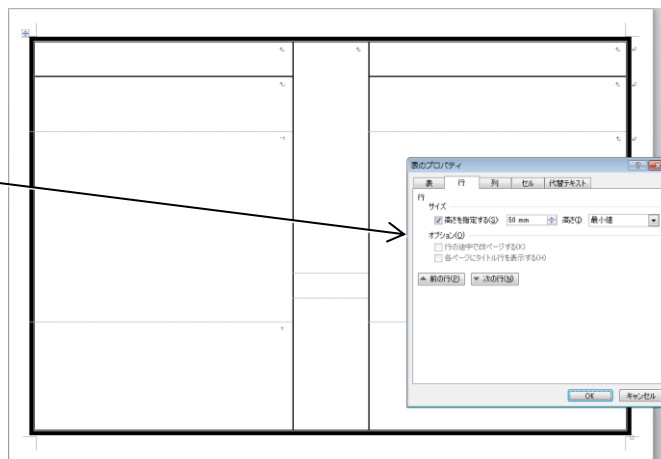 表のプロパティ
表 行 列 セル 代替テキスト
行
サイズ
高さを指定する(S) 50 mm 高さ(I) 最小値
オプション(O)
行の途中で改ページする(K)
各ページにタイトル行を表示する(H)
前の行(P) 次の行(N)
OK キャンセル